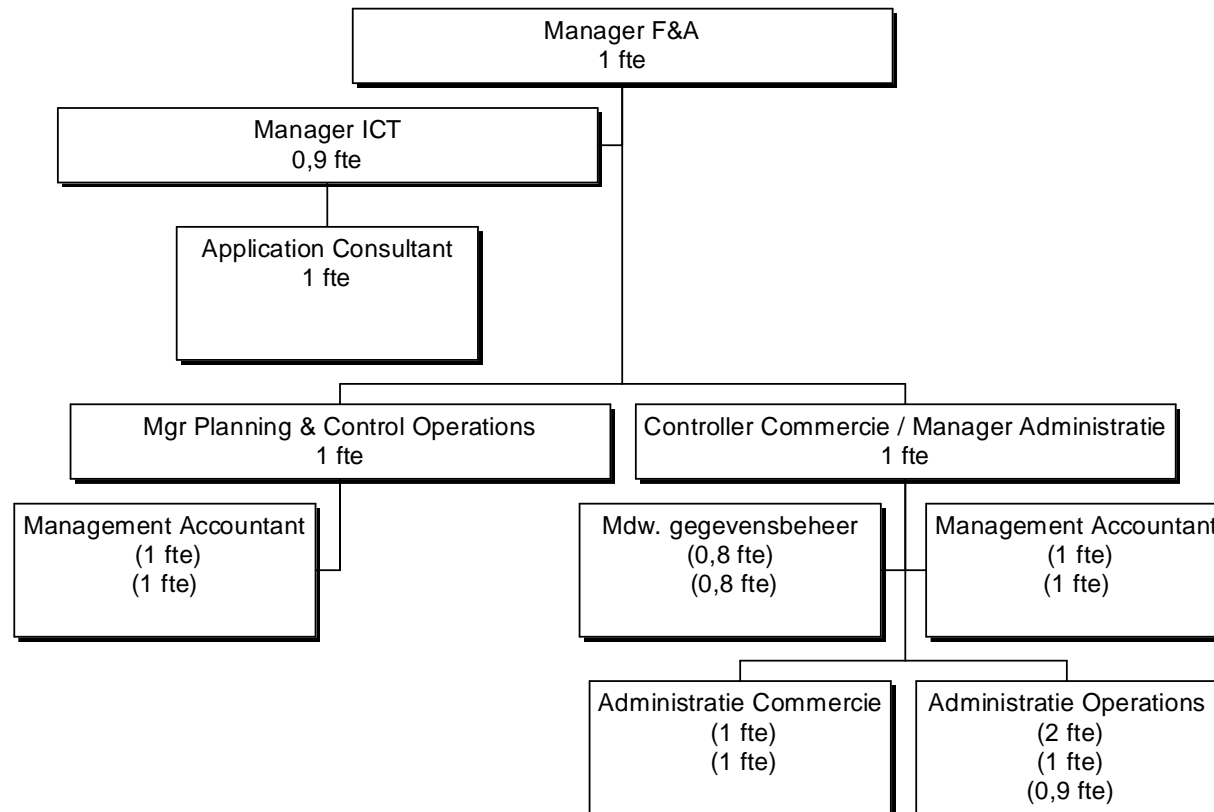 Manager F&A
1 fte
Manager ICT
0,9 fte
Application Consultant
1 fte
Mgr Planning & Control Operations
1 fte
Controller Commercie / Manager Administratie
1 fte
Management Accountant
(1 fte)
(1 fte)
Mdw. gegevensbeheer
(0,8 fte)
(0,8 fte)
Management Accountant
(1 fte)
(1 fte)
Administratie Commercie
(1 fte)
(1 fte)
Administratie Operations
(2 fte)
(1 fte)
(0,9 fte)